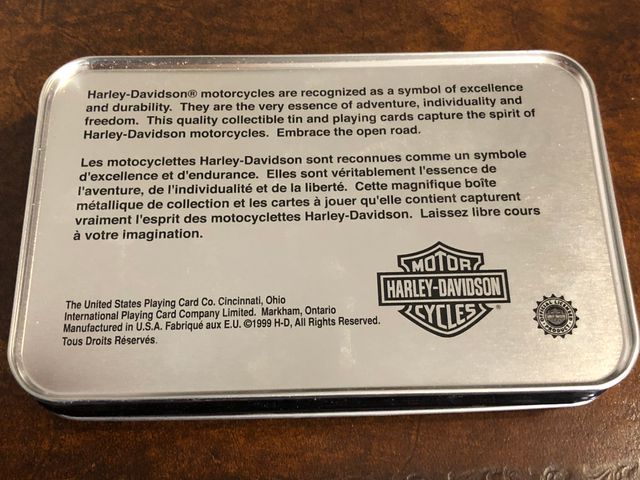 Harley-Davidson® motorcycles are recognized as a symbol of excellence
and durability. They are the very essence of adventure, individuality and
freedom. This quality collectible tin and playing cards capture the spirit of
Harley-Davidson motorcycles. Embrace the open road.
Les motocyclettes Harley-Davidson sont reconnues comme un symbole
d'excellence et d'endurance. Elles sont véritablement l'essence de
l'aventure, de l'individualité et de la liberté. Cette magnifique boîte
métallique de collection et les cartes à jouer qu'elle contient capturent
vraiment l'esprit des motocyclettes Harley-Davidson. Laissez libre cours
à votre imagination.
MOTOR
HARLEY-DAVIDSON
CYCLES
®
The United States Playing Card Co. Cincinnati, Ohio
International Playing Card Company Limited. Markham, Ontario
Manufactured in U.S.A. Fabriqué aux E.U. ©1999 H-D, All Rights Reserved.
Tous Droits Réservés.